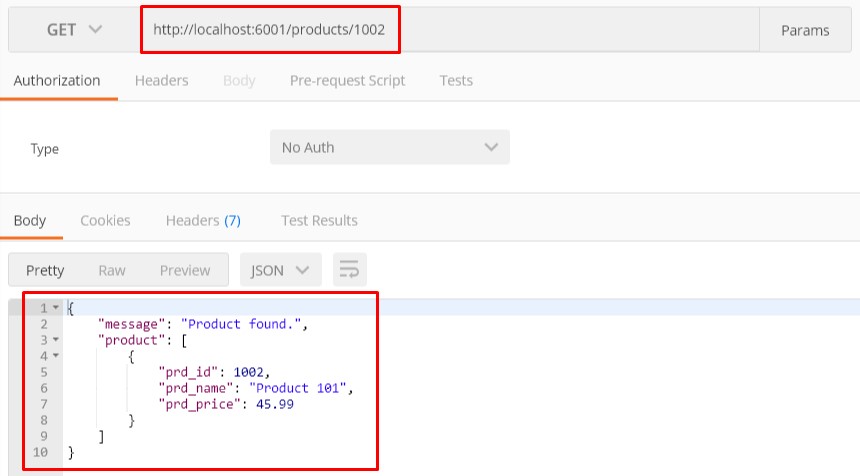 GET http://localhost:6001/products/1002 Params
Authorization Headers Body Pre-request Script Tests
Type No Auth
Body Cookies Headers (7) Test Results
Pretty Raw Preview JSON
1 {
2 "message": "Product found.",
3 "product": [
4 {
5 "prd_id": 1002,
6 "prd_name": "Product 101",
7 "prd_price": 45.99
8 }
9 ]
10 }